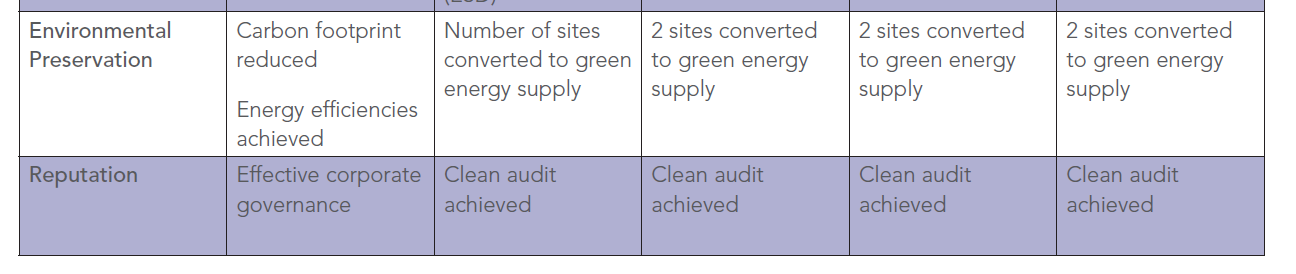 Environmental
Preservation
Carbon footprint
reduced
Energy efficiencies
achieved
Number of sites
converted to green
energy supply
2 sites converted
to green energy
supply
2 sites converted
to green energy
supply
2 sites converted
to green energy
supply
Reputation
Effective corporate
governance
Clean audit
achieved
Clean audit
achieved
Clean audit
achieved
Clean audit
achieved